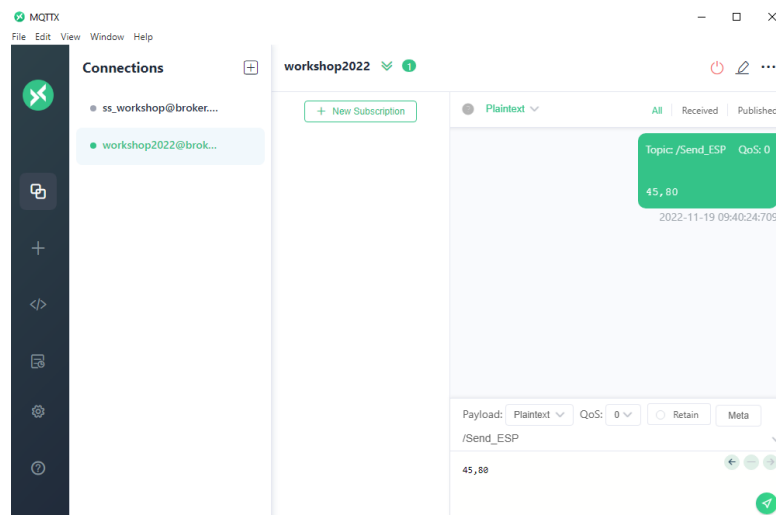 MQTTX
File Edit View Window Help
Connections
workshop2022 1
ss_workshop@broker....
workshop2022@brok...
+ New Subscription
Plaintext
All Received Published
Topic: /Send_ESP QoS: 0
45,80
2022-11-19 09:40:24:709
Payload: Plaintext QoS: 0 Retain Meta
/Send_ESP
45,80